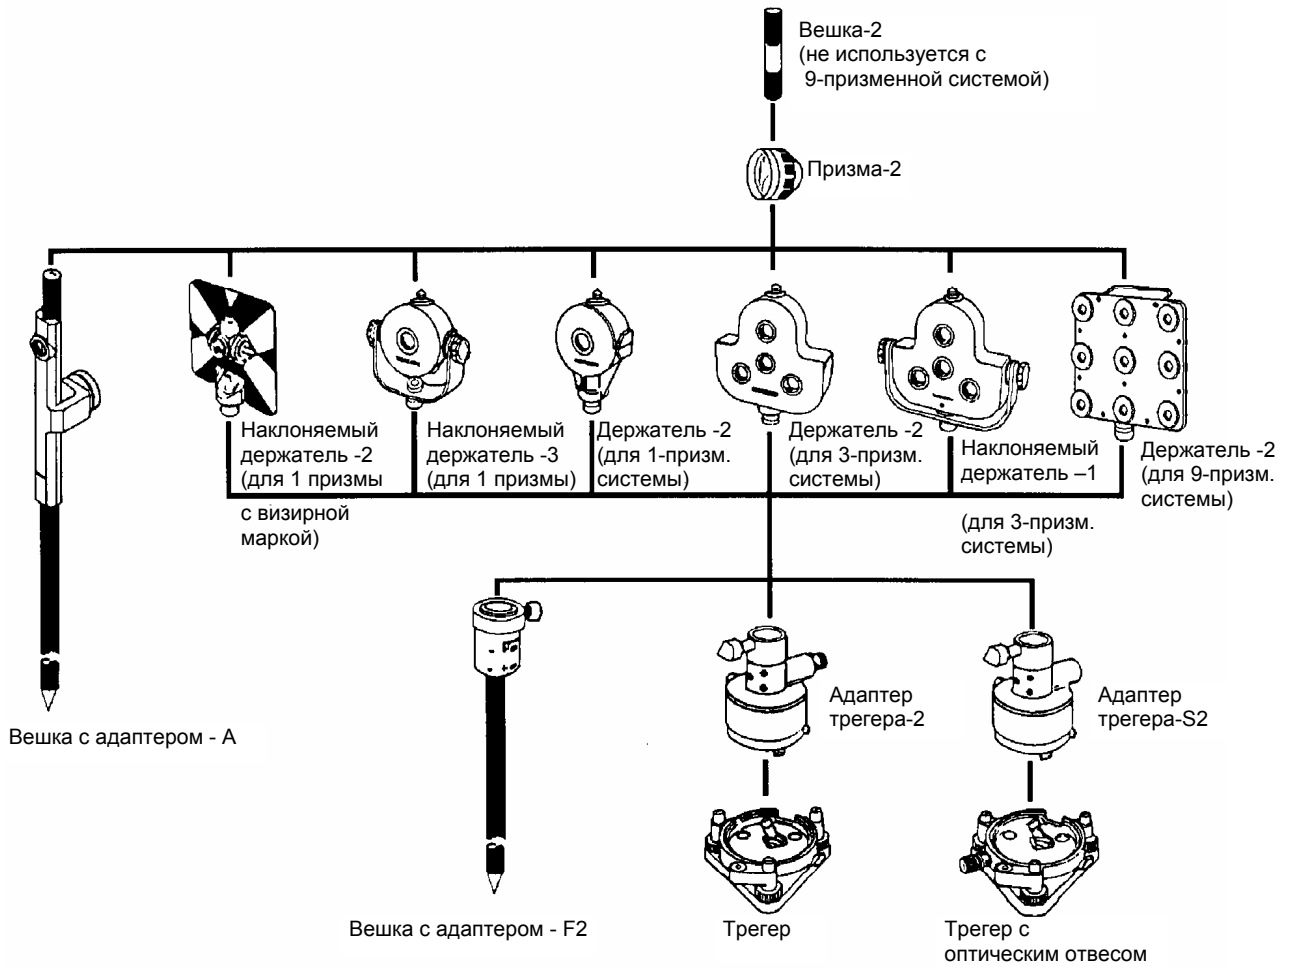 Вешка-2
(не используется с
9-призменной системой)
Призма-2
Наклоняемый
держатель -2
(для 1 призмы
с визирной
маркой)
Наклоняемый
держатель -3
(для 1 призмы)
Держатель -2
(для 1-призм.
системы)
Держатель -2
(для 3-призм.
системы)
Наклоняемый
держатель –1
(для 3-призм.
системы)
Держатель -2
(для 9-призм.
системы)
Вешка с адаптером - А
Адаптер
трегера-2
Адаптер
трегера-S2
Вешка с адаптером - F2
Трегер
Трегер с
оптическим отвесом